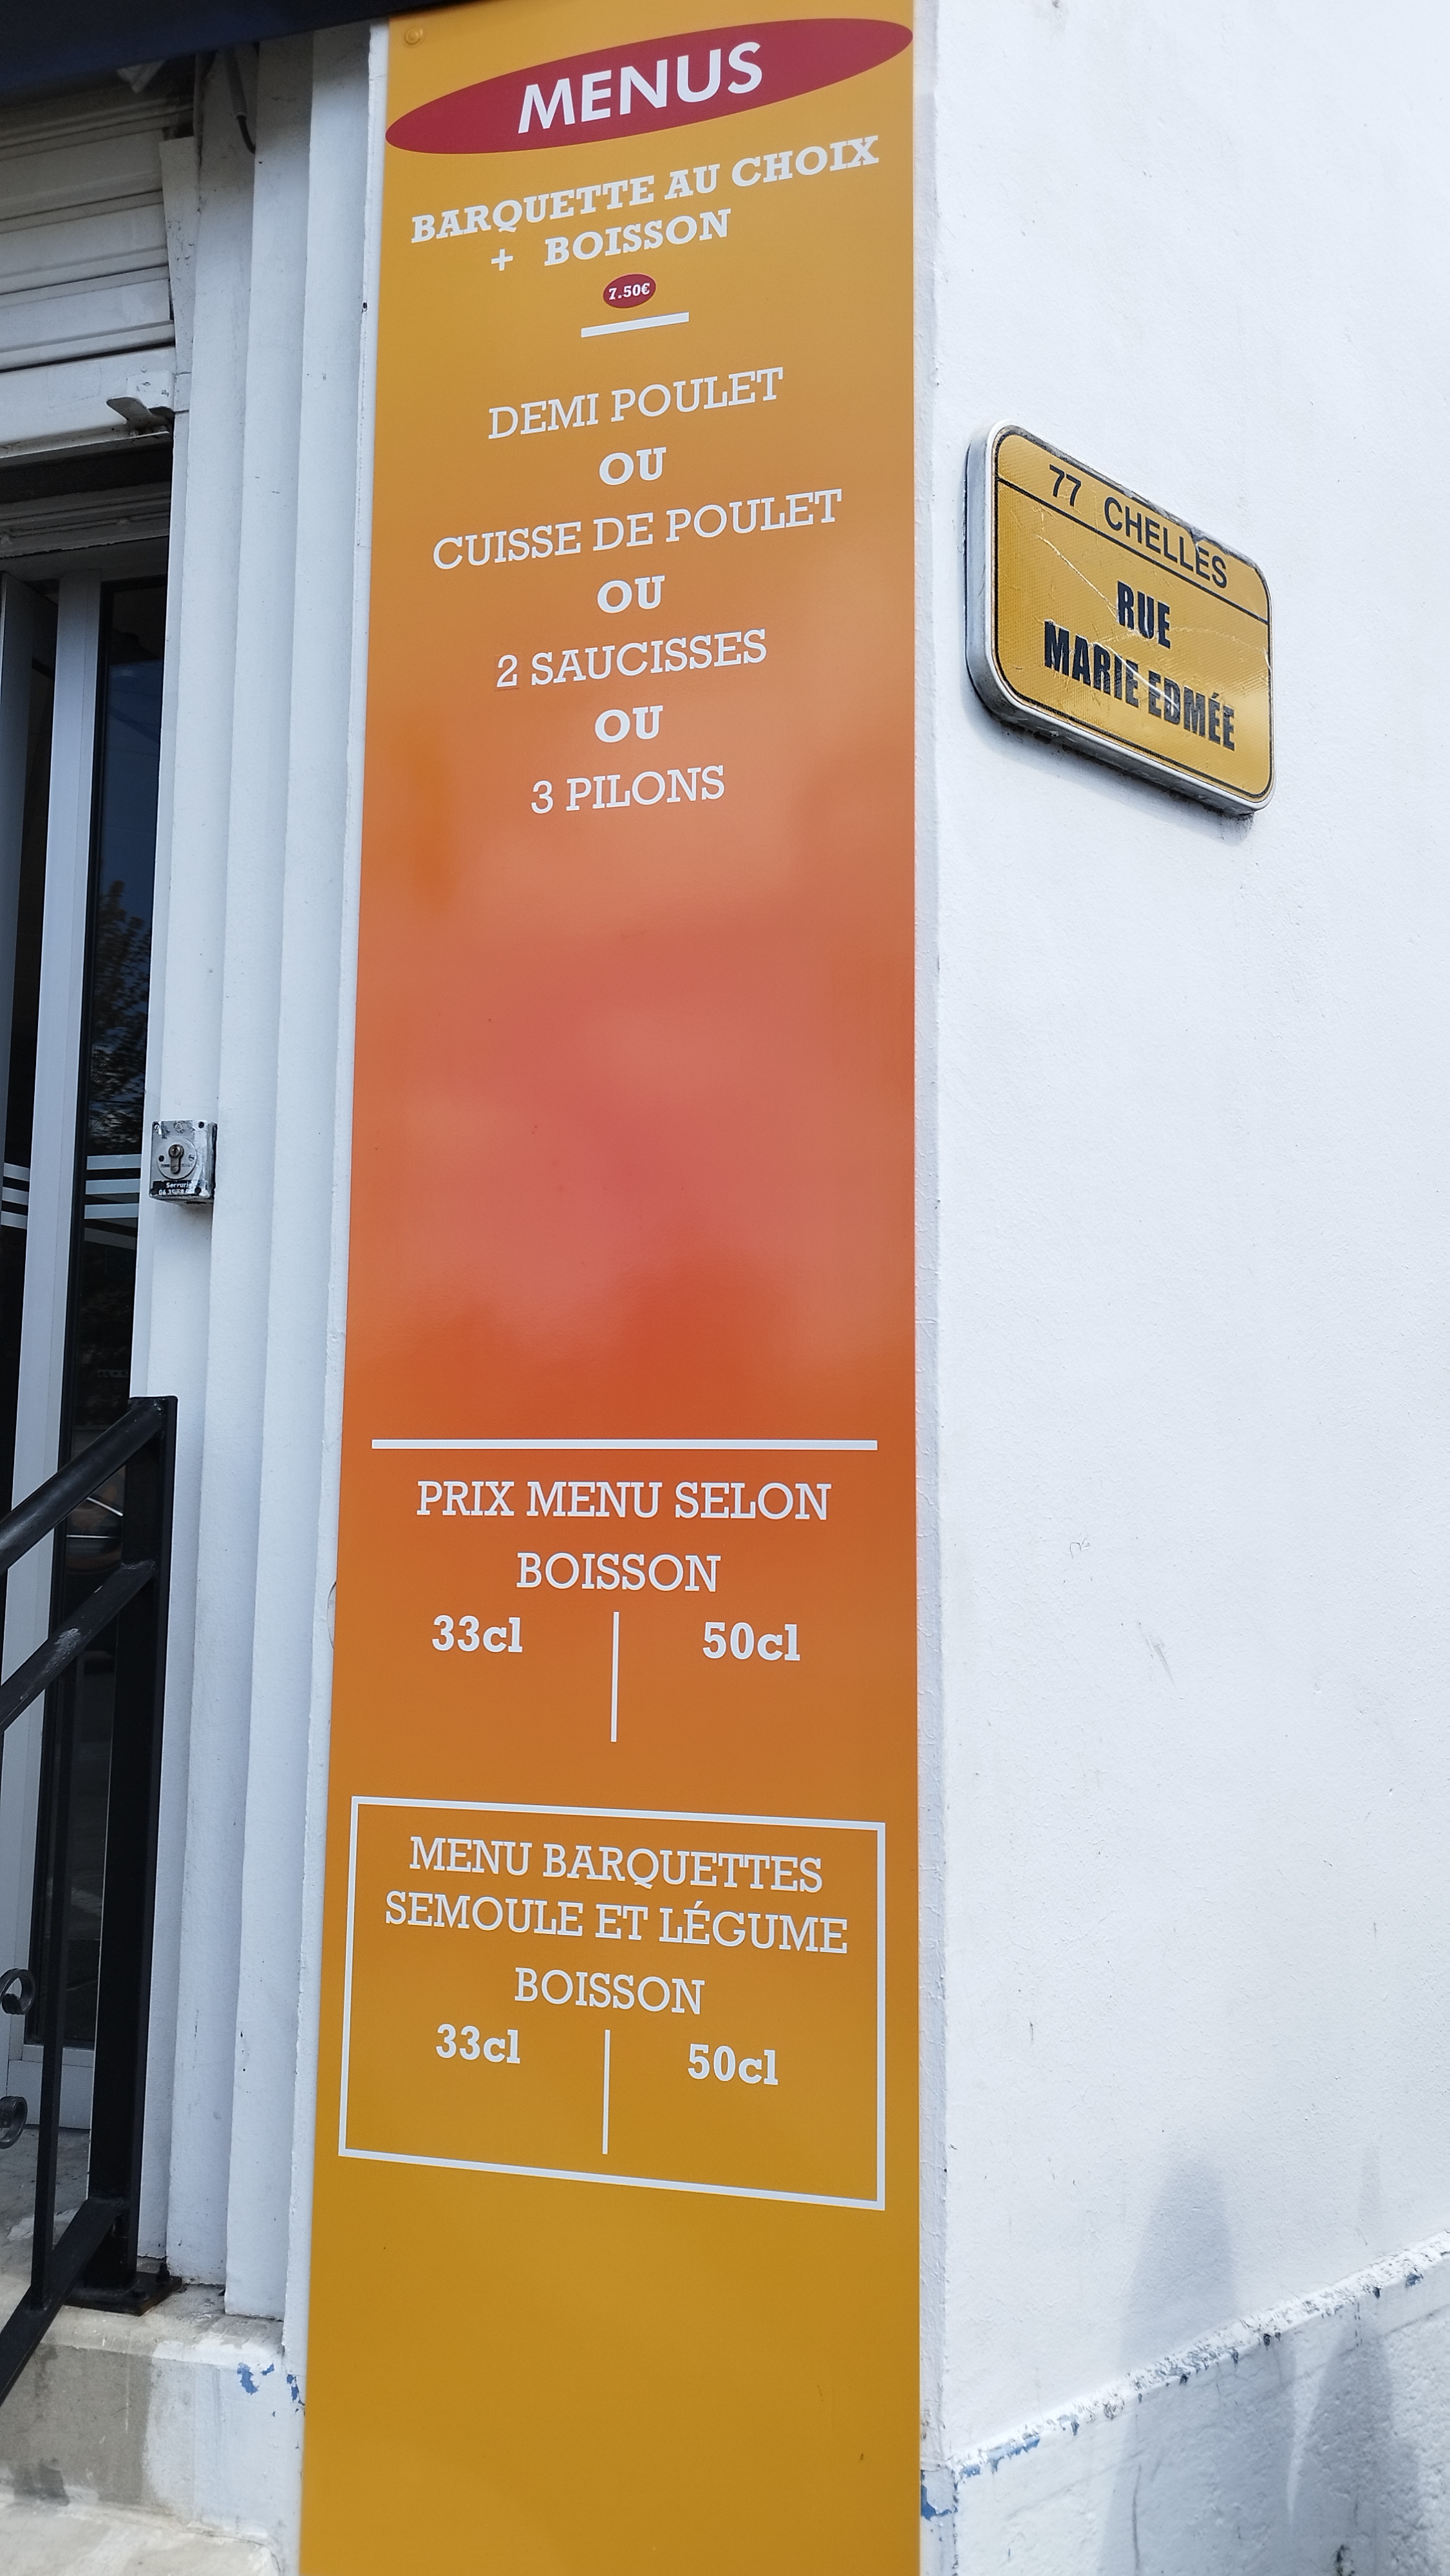 MENUS
BARQUETTE AU CHOIX
+ BOISSON
7.50€
DEMI POULET
OU
CUISSE DE POULET
OU
2 SAUCISSES
OU
3 PILONS
PRIX MENU SELON
BOISSON
33cl 50cl
MENU BARQUETTES
SEMOULE ET LÉGUME
BOISSON
33cl 50cl
77 CHELLES
RUE
MARIE EDMÉE